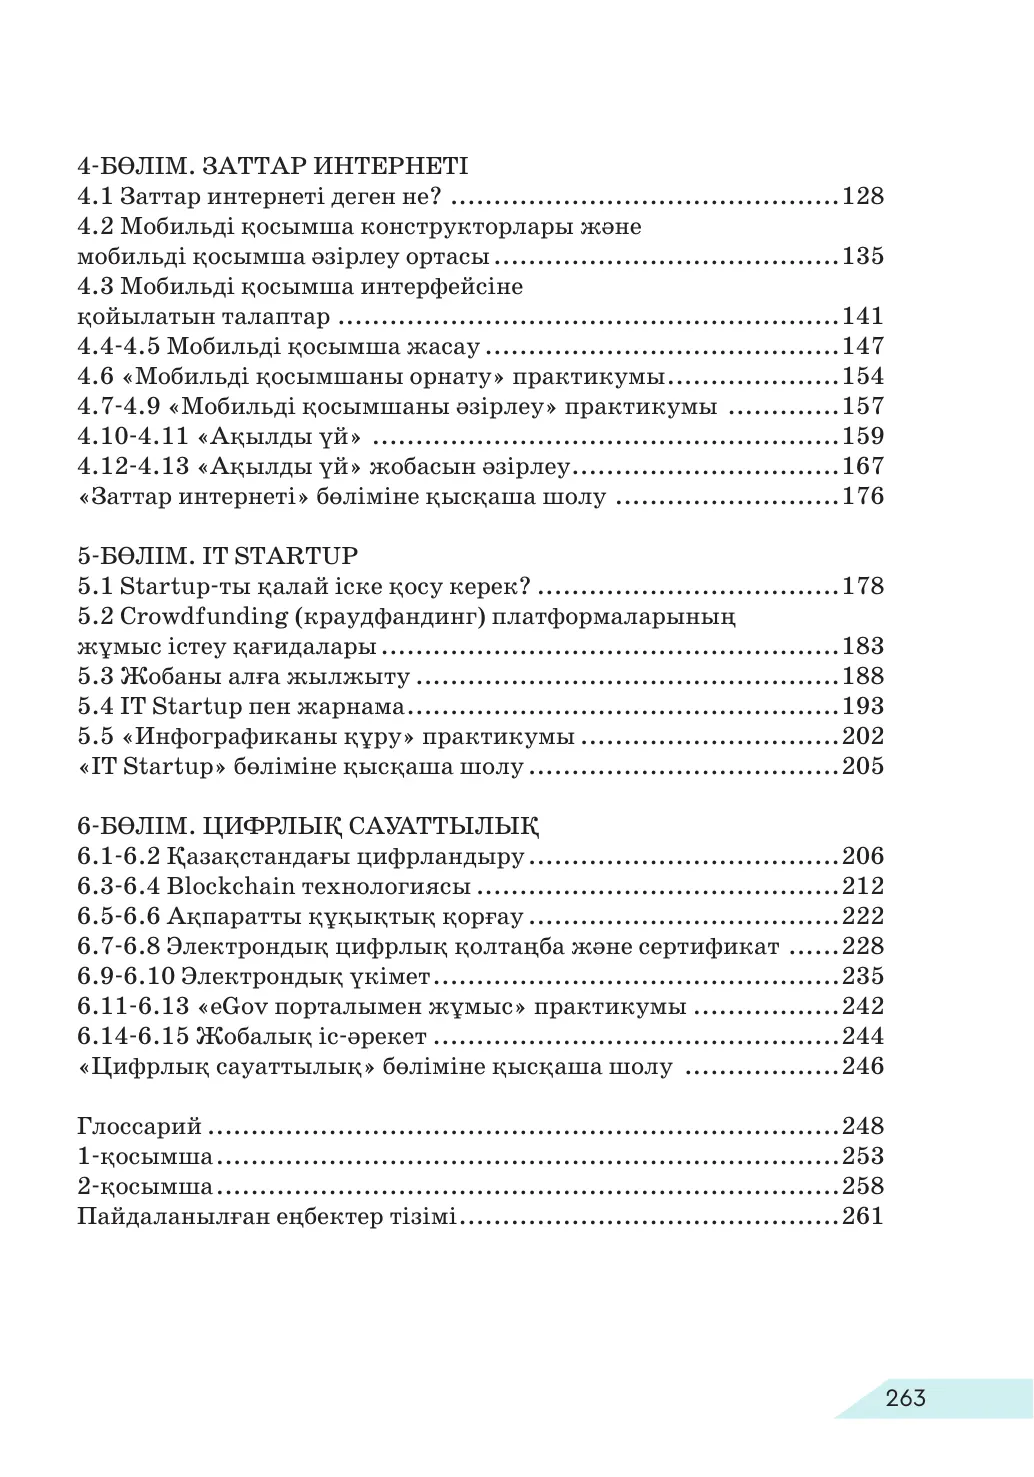 4-БӨЛІМ. ЗАТТАР ИНТЕРНЕТІ
4.1 Заттар интернеті деген не? .............................................128
4.2 Мобильді қосымша конструкторлары және
мобильді қосымша әзірлеу ортасы........................................135
4.3 Мобильді қосымша интерфейсіне
қойылатын талаптар ..........................................................141
4.4-4.5 Мобильді қосымша жасау.........................................147
4.6 «Мобильді қосымшаны орнату» практикумы....................154
4.7-4.9 «Мобильді қосымшаны әзірлеу» практикумы .............157
4.10-4.11 «Ақылды үй» ......................................................159
4.12-4.13 «Ақылды үй» жобасын әзірлеу...............................167
«Заттар интернеті» бөліміне қысқаша шолу ..........................176
5-БӨЛІМ. IT STARTUP
5.1 Startup-ты қалай іске қосу керек? ...................................178
5.2 Crowdfunding (краудфандинг) платформаларының
жұмыс істеу қағидалары.....................................................183
5.3 Жобаны алға жылжыту .................................................188
5.4 IT Startup пен жарнама..................................................193
5.5 «Инфографиканы құру» практикумы ..............................202
«IT Startup» бөліміне қысқаша шолу....................................205
6-БӨЛІМ. ЦИФРЛЫҚ САУАТТЫЛЫҚ
6.1-6.2 Қазақстандағы цифрландыру....................................206
6.3-6.4 Blockchain технологиясы ..........................................212
6.5-6.6 Ақпаратты құқықтық қорғау ....................................222
6.7-6.8 Электрондық цифрлық қолтаңба және сертификат ......228
6.9-6.10 Электрондық үкімет...............................................235
6.11-6.13 «eGov порталымен жұмыс» практикумы .................242
6.14-6.15 Жобалық іс-әрекет ...............................................244
«Цифрлық сауаттылық» бөліміне қысқаша шолу ..................246
Глоссарий .........................................................................248
1-қосымша........................................................................253
2-қосымша........................................................................258
Пайдаланылған еңбектер тізімі............................................261
263